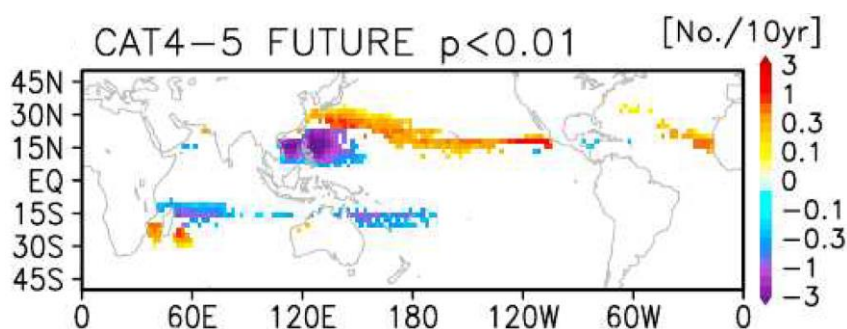 CAT4-5 FUTURE p<0.01
[No./10yr]
45N
30N
15N
EQ
15S
30S
45S
0 60E 120E 180 120W 60W 0
3
1
0.3
0.1
0
-0.1
-0.3
-1
-3